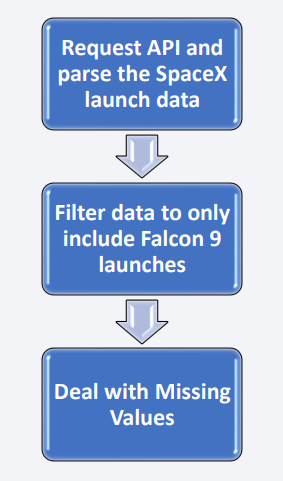 Request API and
parse the SpaceX
launch data
Filter data to only
include Falcon 9
launches
Deal with Missing
Values